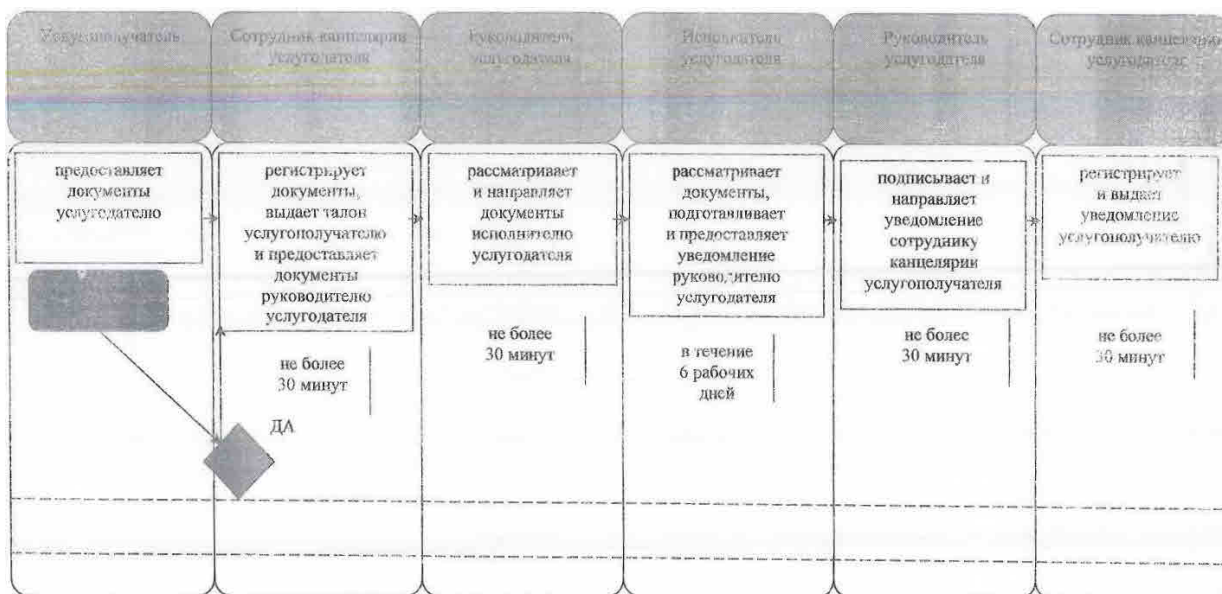 Услугополучатель
Сотрудник канцелярии
услугодателя
Руководитель
услугодателя
Исполнитель
услугодателя
Руководитель
услугодателя
Сотрудник канцелярии
услугодателя
предоставляет
документы
услугодателю
регистрирует
документы,
выдает талон
услугополучателю
и предоставляет
документы
руководителю
услугодателя
рассматривает
и направляет
документы
исполнителю
услугодателя
рассматривает
документы,
подготавливает
и предоставляет
уведомление
руководителю
услугодателя
подписывает и
направляет
уведомление
сотруднику
канцелярии
услугополучателя
регистрирует
и выдает
уведомление
услугополучателю
не более
30 минут
не более
30 минут
в течение
6 рабочих
дней
не более
30 минут
не более
30 минут
ДА